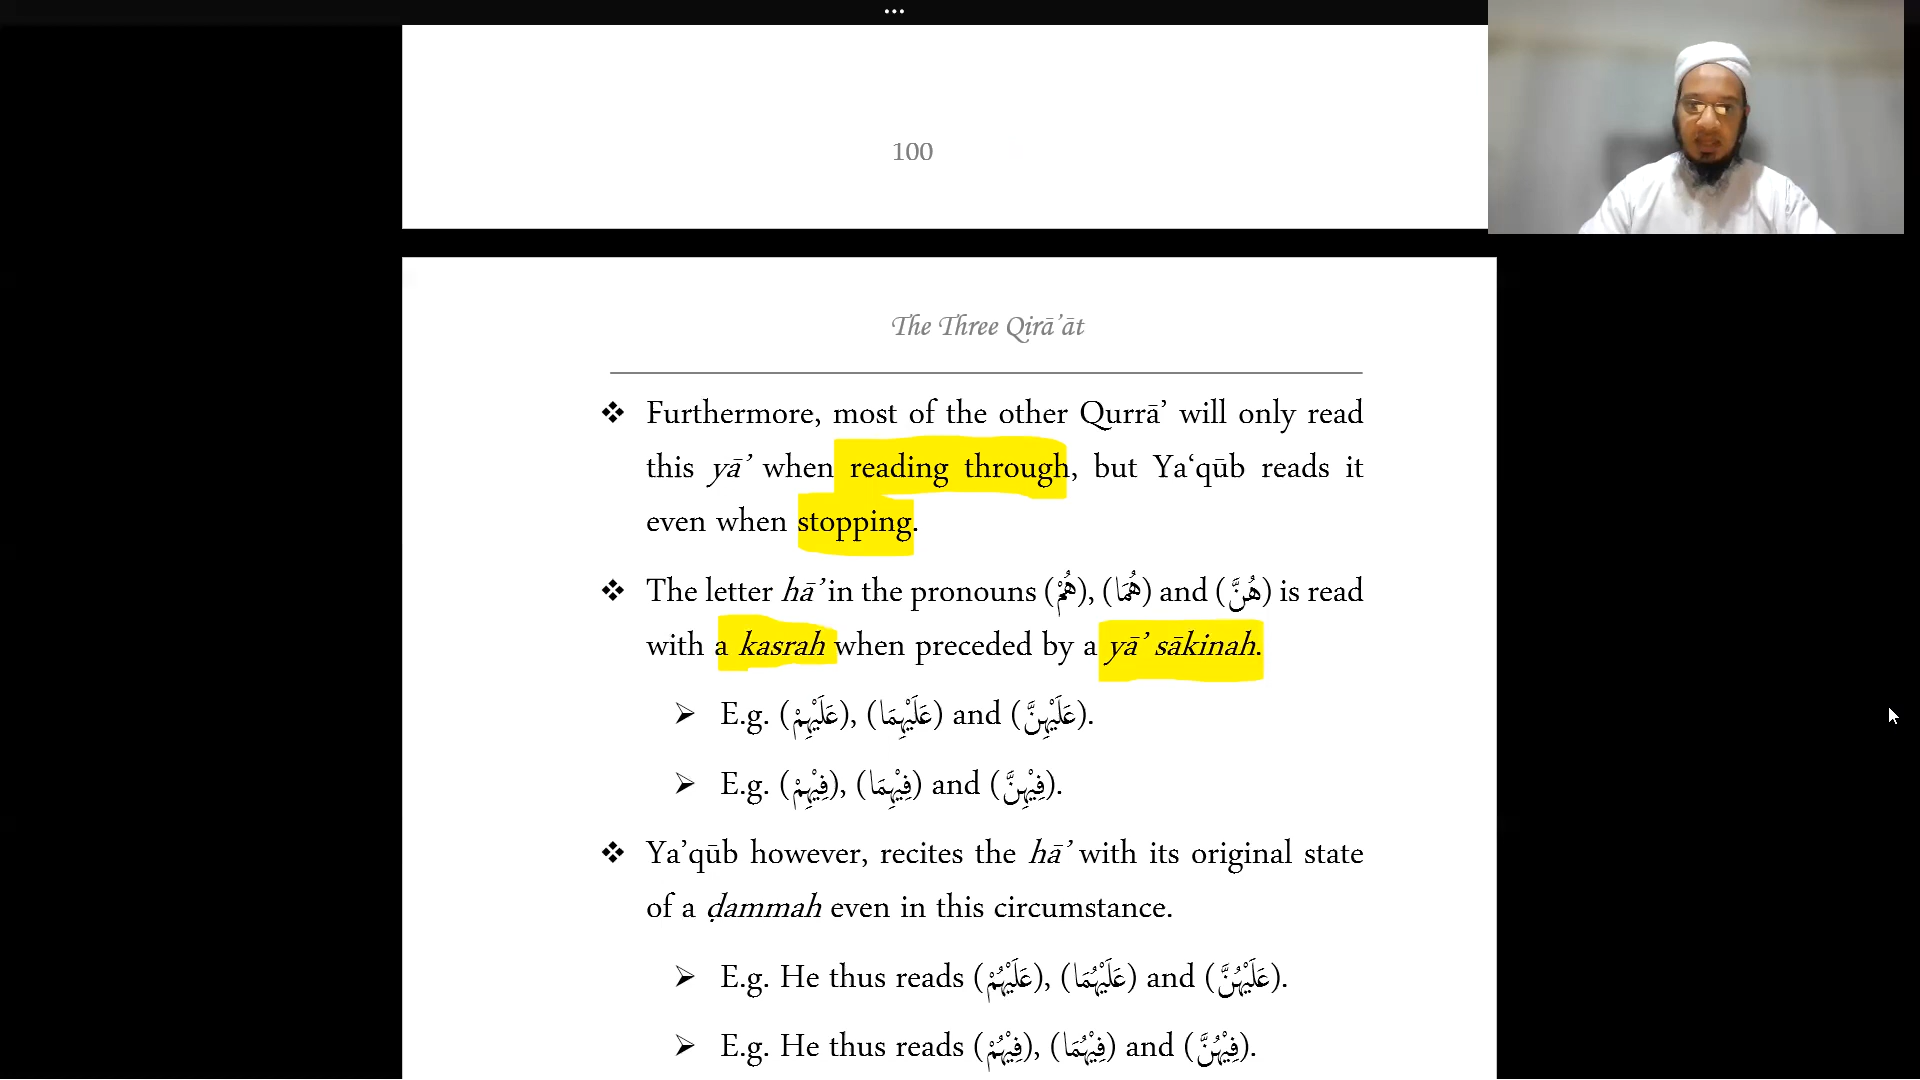 ...
100
The Three Qirā’āt
❖ Furthermore, most of the other Qurrā’ will only read
this yā’ when reading through, but Ya‘qūb reads it
even when stopping.
❖ The letter hā’ in the pronouns (هُمْ), (هُمَا) and (هُنَّ) is read
with a kasrah when preceded by a yā’ sākinah.
➢ E.g. (عَلَيْهِمْ), (عَلَيْهِمَا) and (عَلَيْهِنَّ).
➢ E.g. (فِيْهِمْ), (فِيْهِمَا) and (فِيْهِنَّ).
❖ Ya’qūb however, recites the hā’ with its original state
of a ḍammah even in this circumstance.
➢ E.g. He thus reads (عَلَيْهُمْ), (عَلَيْهُمَا) and (عَلَيْهُنَّ).
➢ E.g. He thus reads (فِيْهُمْ), (فِيْهُمَا) and (فِيْهُنَّ).